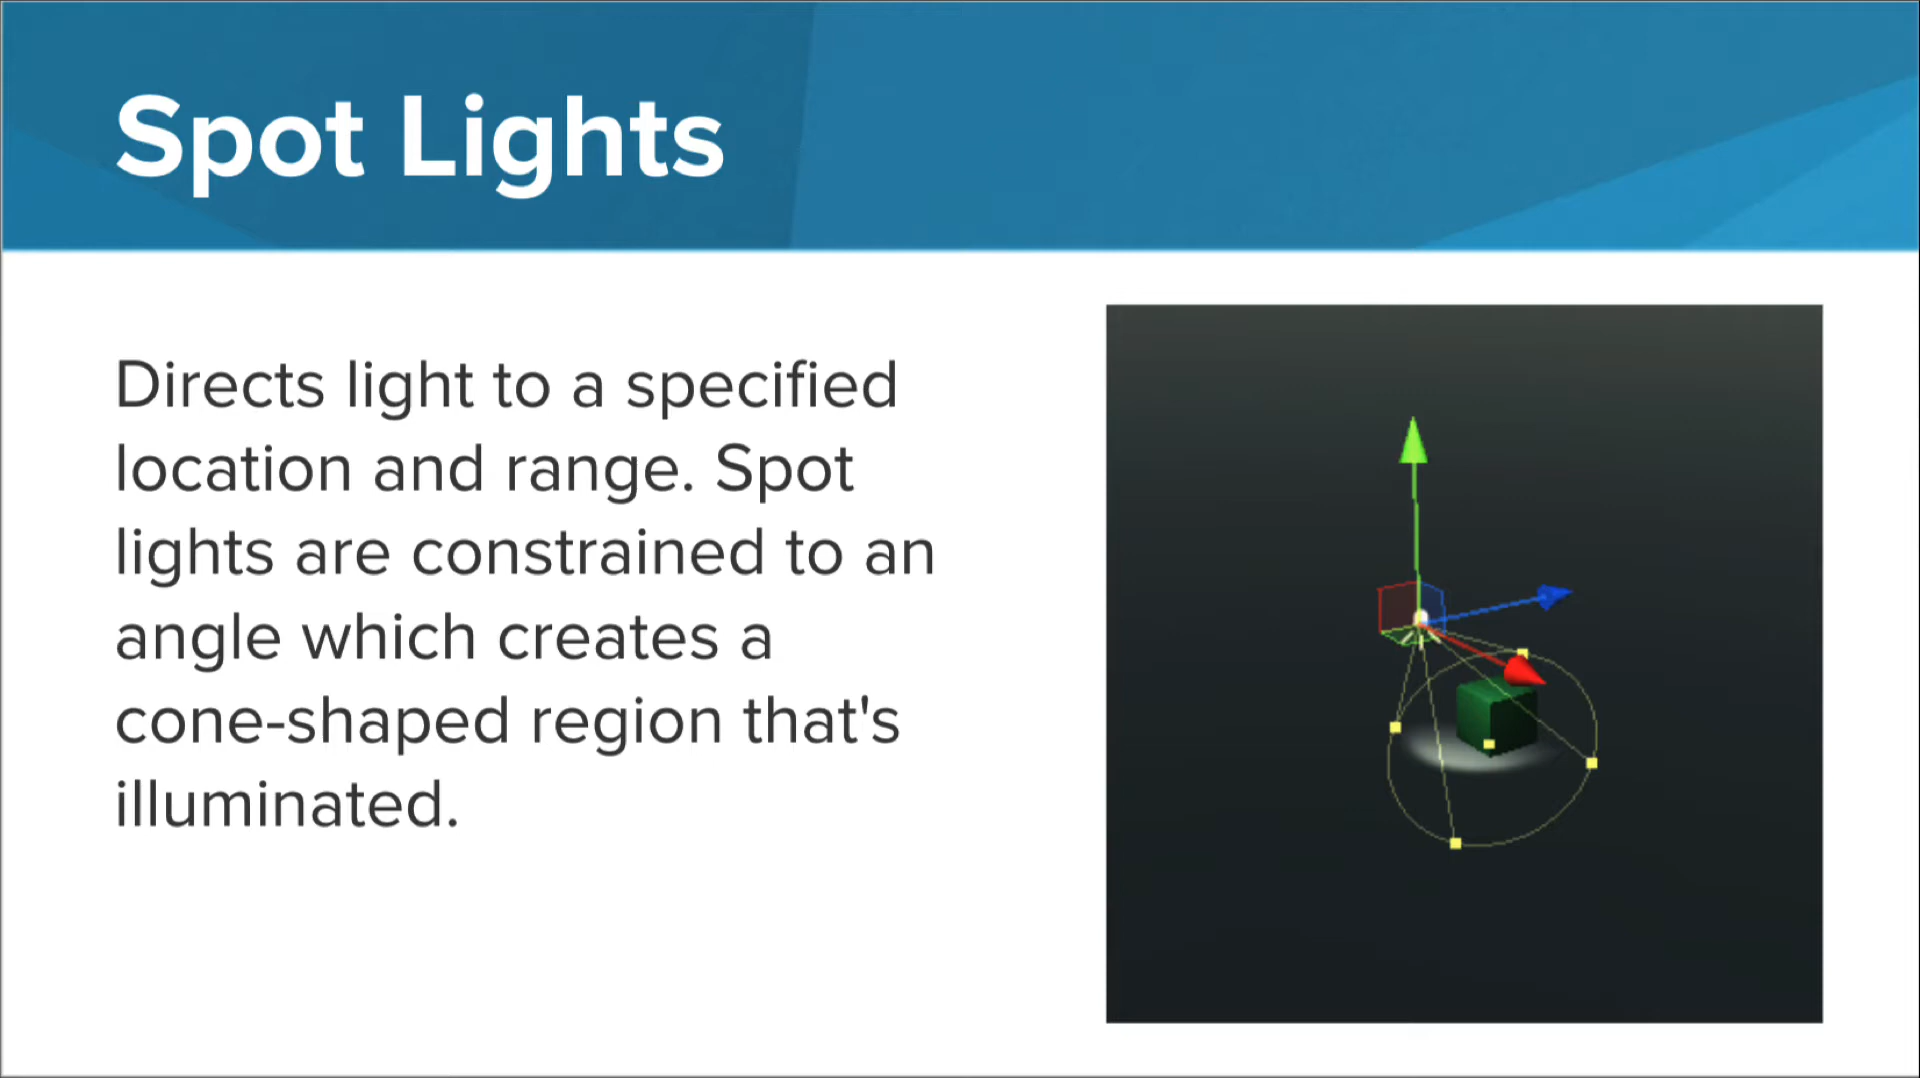 Spot Lights
Directs light to a specified
location and range. Spot
lights are constrained to an
angle which creates a
cone-shaped region that's
illuminated.